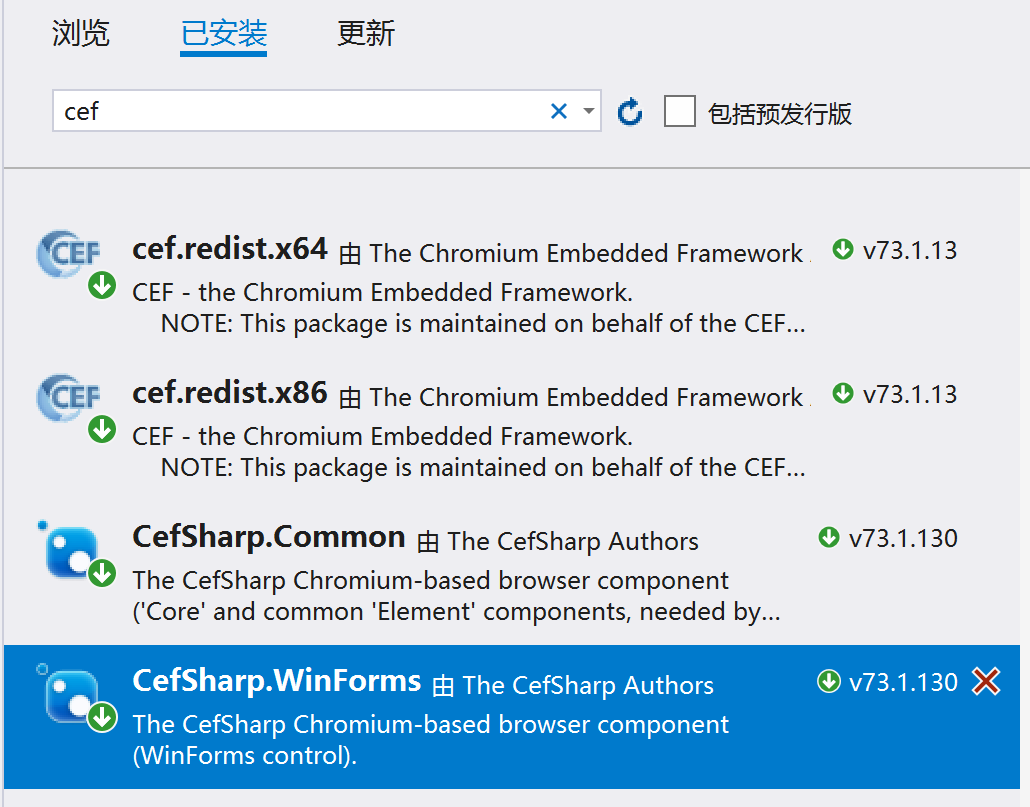 浏览 已安装 更新
cef 包括预发行版
CEF cef.redist.x64 由 The Chromium Embedded Framework v73.1.13
CEF - the Chromium Embedded Framework.
NOTE: This package is maintained on behalf of the CEF...
CEF cef.redist.x86 由 The Chromium Embedded Framework v73.1.13
CEF - the Chromium Embedded Framework.
NOTE: This package is maintained on behalf of the CEF...
CefSharp.Common 由 The CefSharp Authors v73.1.130
The CefSharp Chromium-based browser component
('Core' and common 'Element' components, needed by...
CefSharp.WinForms 由 The CefSharp Authors v73.1.130
The CefSharp Chromium-based browser component
(WinForms control).